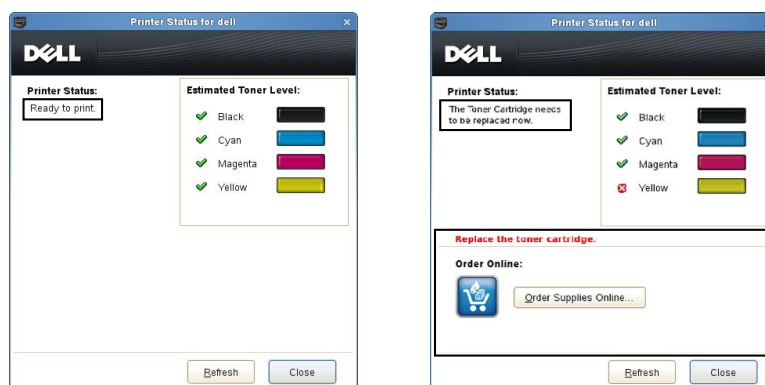 Printer Status for dell
DELL
Printer Status:
Ready to print.
Estimated Toner Level:
Black
Cyan
Magenta
Yellow
Refresh
Close
Printer Status for dell
DELL
Printer Status:
The Toner Cartridge needs
to be replaced now.
Estimated Toner Level:
Black
Cyan
Magenta
Yellow
Replace the toner cartridge.
Order Online:
Order Supplies Online...
Refresh
Close